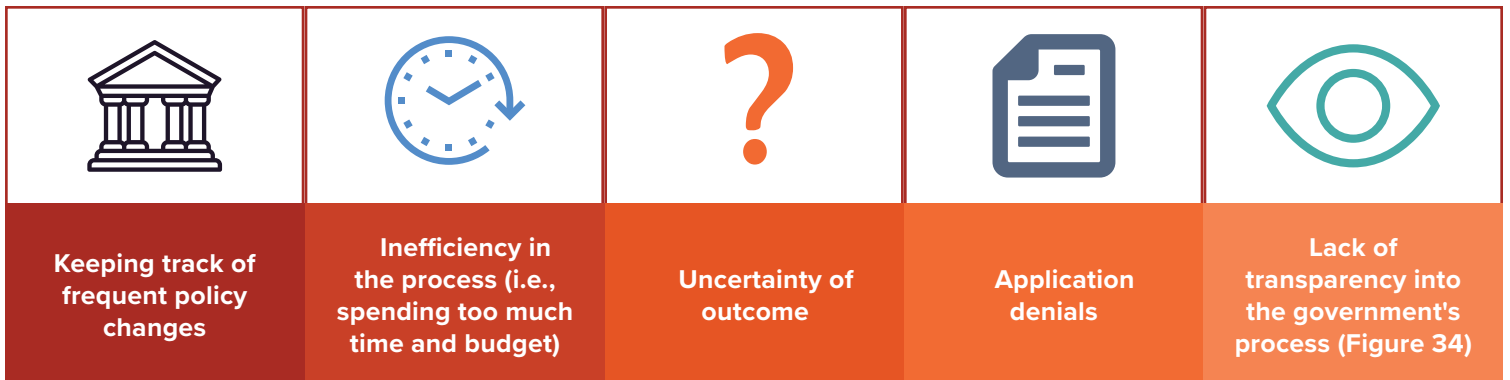 Keeping track of
frequent policy
changes
Inefficiency in
the process (i.e.,
spending too much
time and budget)
?
Uncertainty of
outcome
Application
denials
Lack of
transparency into
the government's
process (Figure 34)